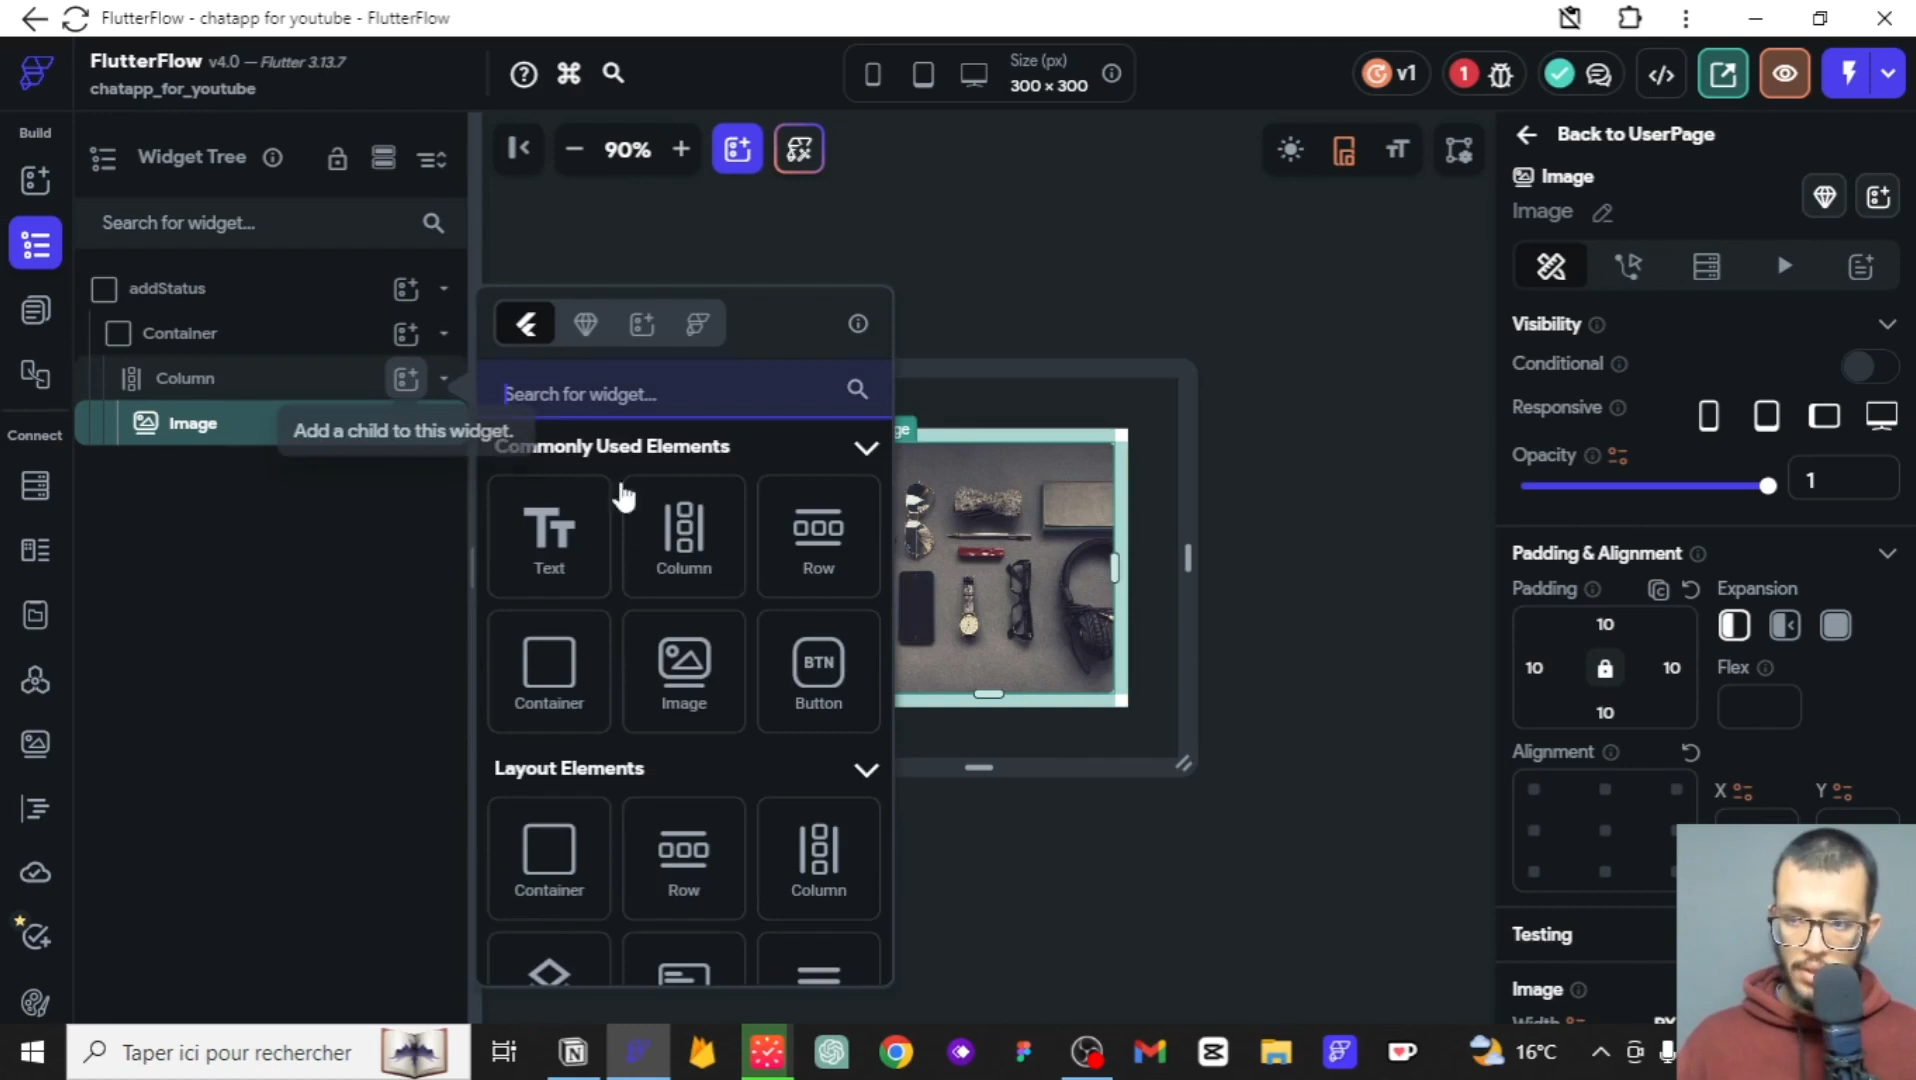 FlutterFlow - chatapp for youtube - FlutterFlow
FlutterFlow v4.0 — Flutter 3.13.7
chatapp_for_youtube
Size (px)
300 × 300
v1
1
Build
Widget Tree
90%
Back to UserPage
Image
Image
Search for widget...
addStatus
Container
Column
Image
Add a child to this widget.
Search for widget...
Commonly Used Elements
Text
Column
Row
Container
Image
BTN
Button
Layout Elements
Container
Row
Column
Connect
Visibility
Conditional
Responsive
Opacity
1
Padding & Alignment
Padding
Expansion
10
10
10
10
Flex
Alignment
X
Y
Testing
Image
Width
Taper ici pour rechercher
16°C